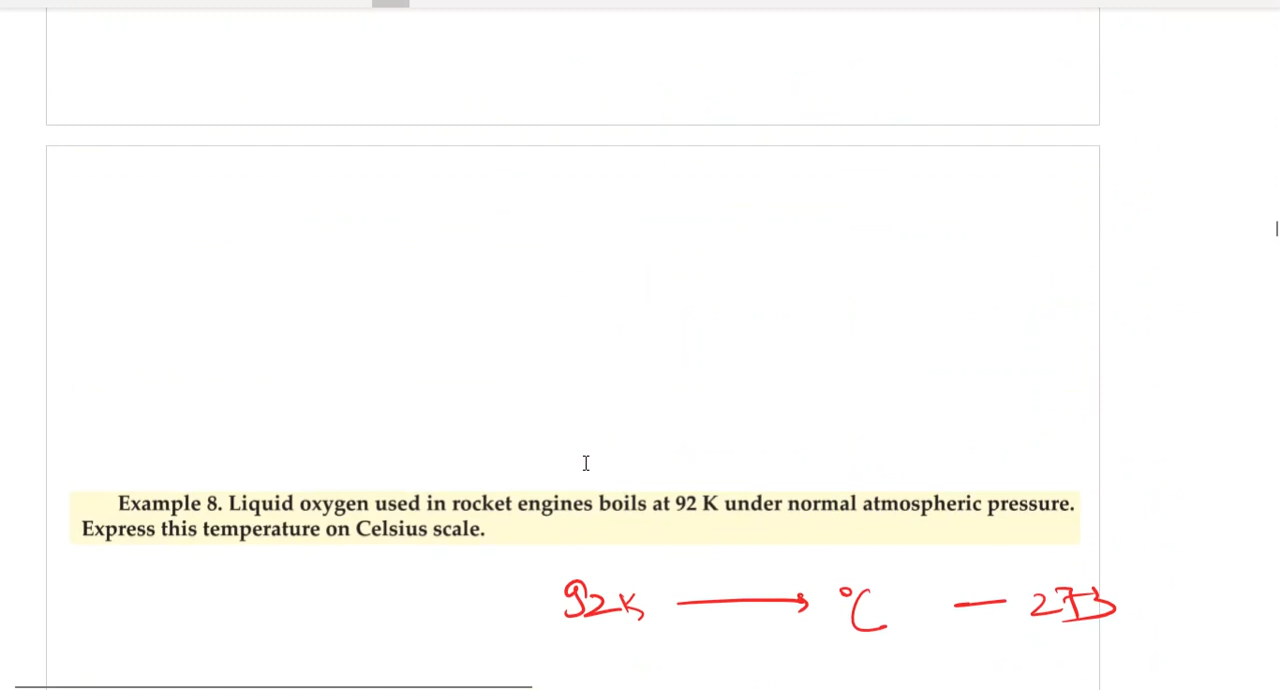 Example 8. Liquid oxygen used in rocket engines boils at 92 K under normal atmospheric pressure.
Express this temperature on Celsius scale.
92K ⟶ °C — 273